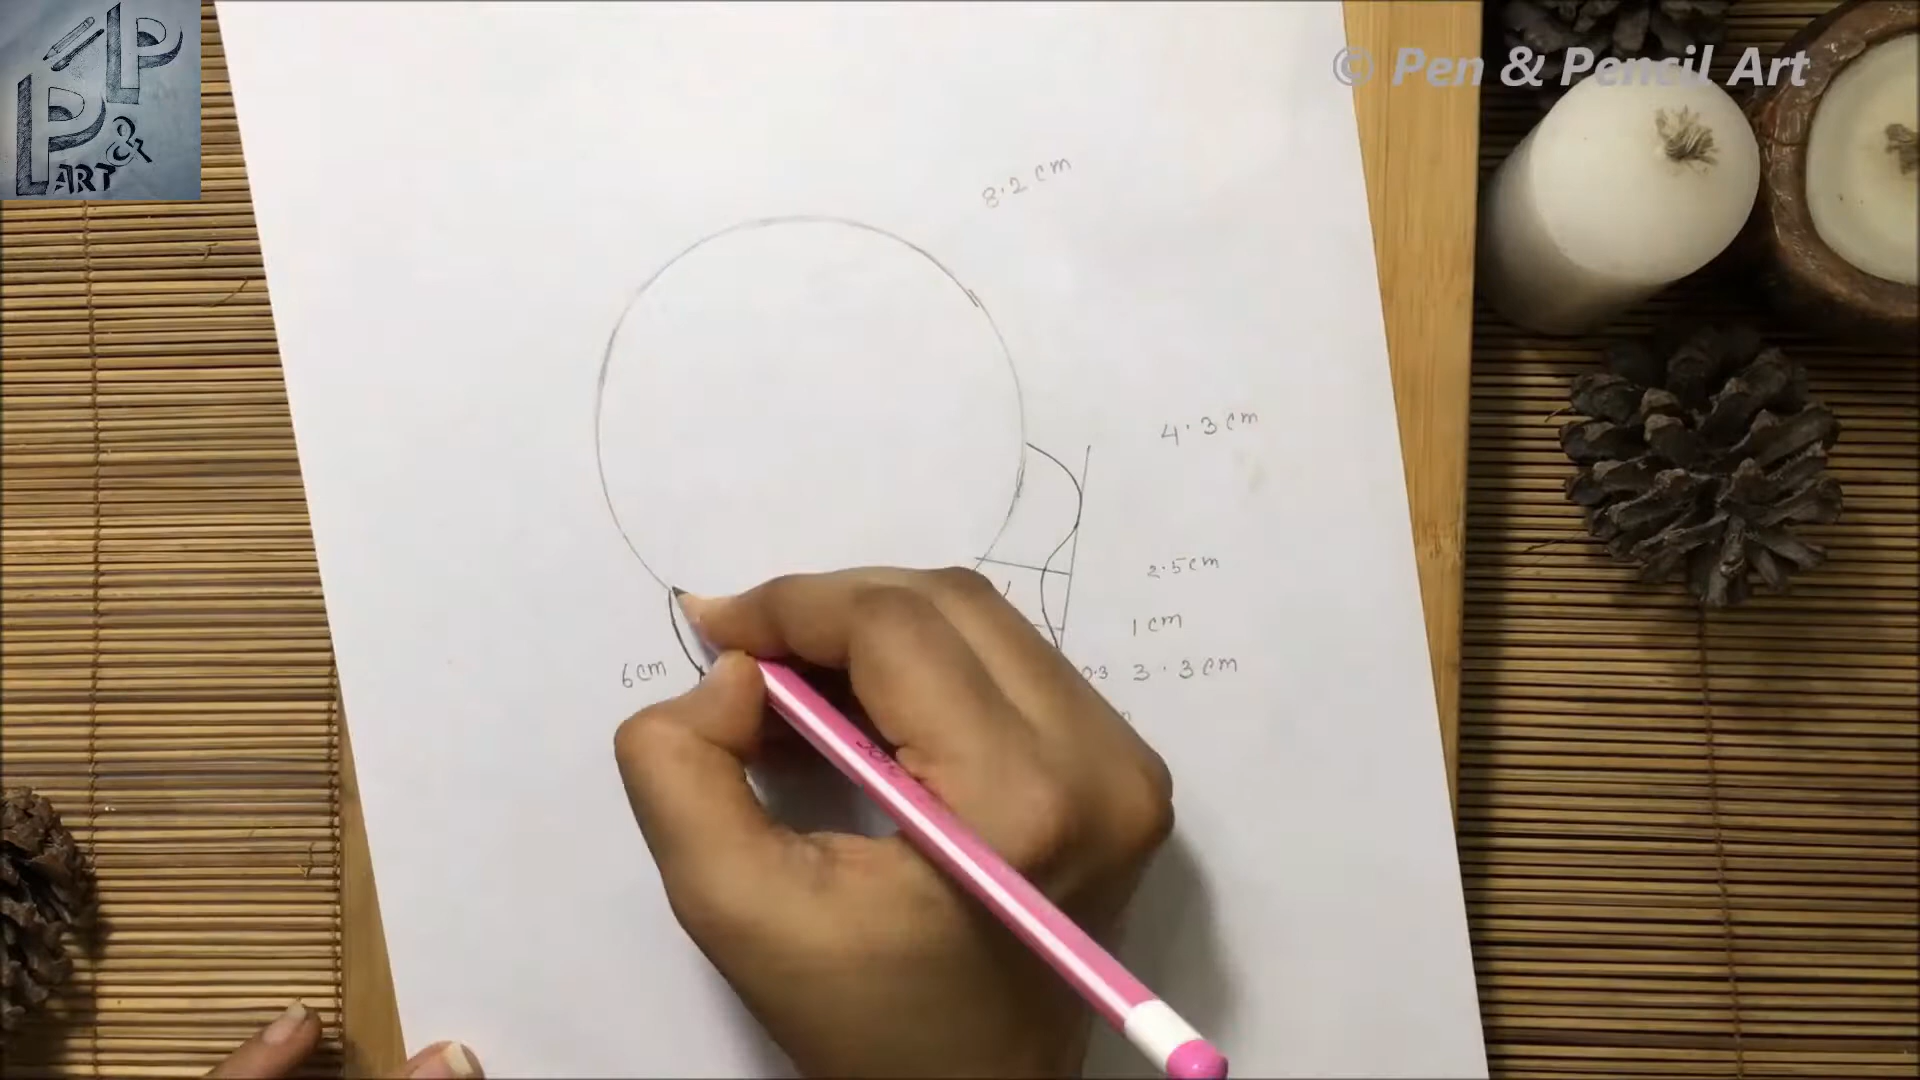 P
P &
ART
© Pen & Pencil Art
8.2 cm
4.3 cm
2.5 cm
1 cm
6 cm
0.3 3.3 cm